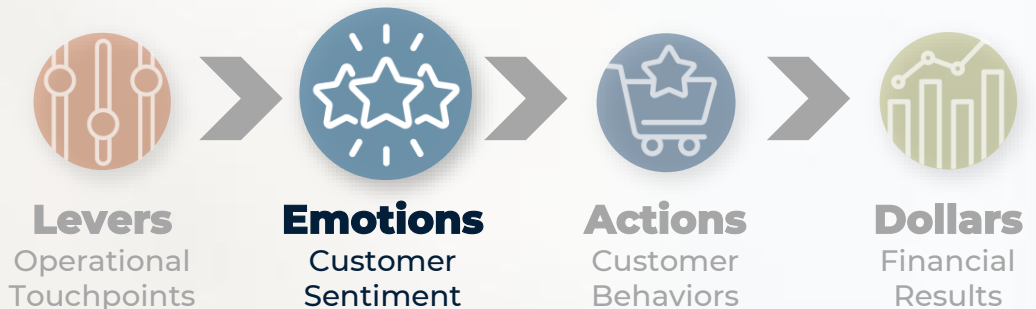 Levers
Operational
Touchpoints
Emotions
Customer
Sentiment
Actions
Customer
Behaviors
Dollars
Financial
Results